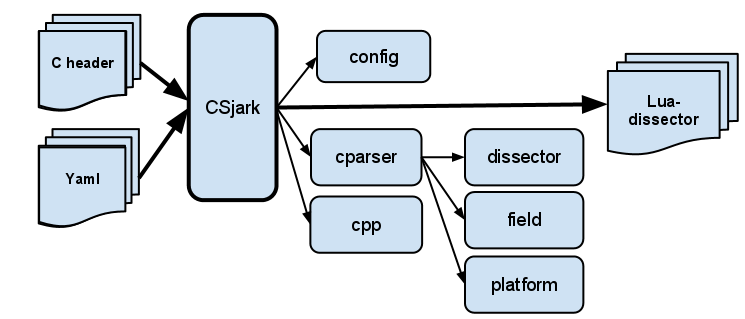 C header
Yaml
CSjark
config
cparser
cpp
dissector
field
platform
Lua-
dissector